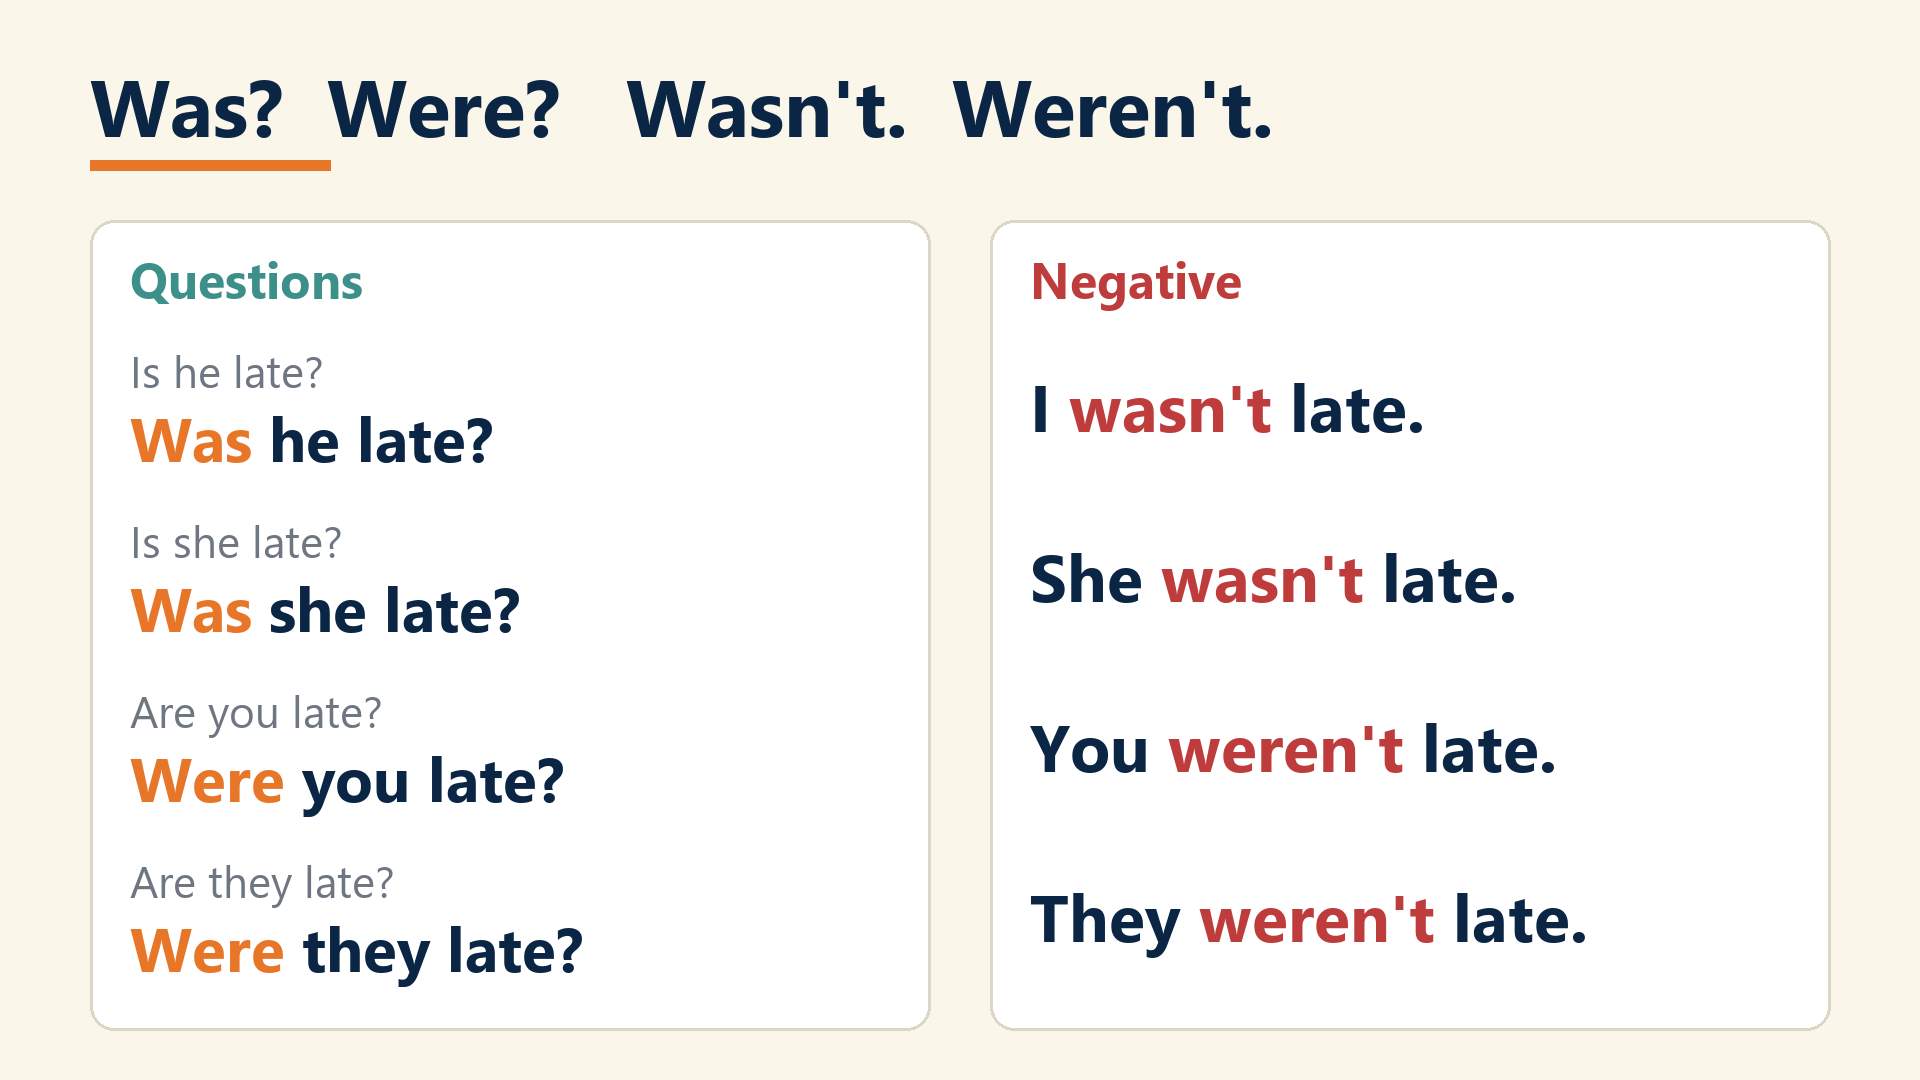 Was? Were? Wasn't. Weren't.
Questions
Is he late?
Was he late?
Is she late?
Was she late?
Are you late?
Were you late?
Are they late?
Were they late?
Negative
I wasn't late.
She wasn't late.
You weren't late.
They weren't late.